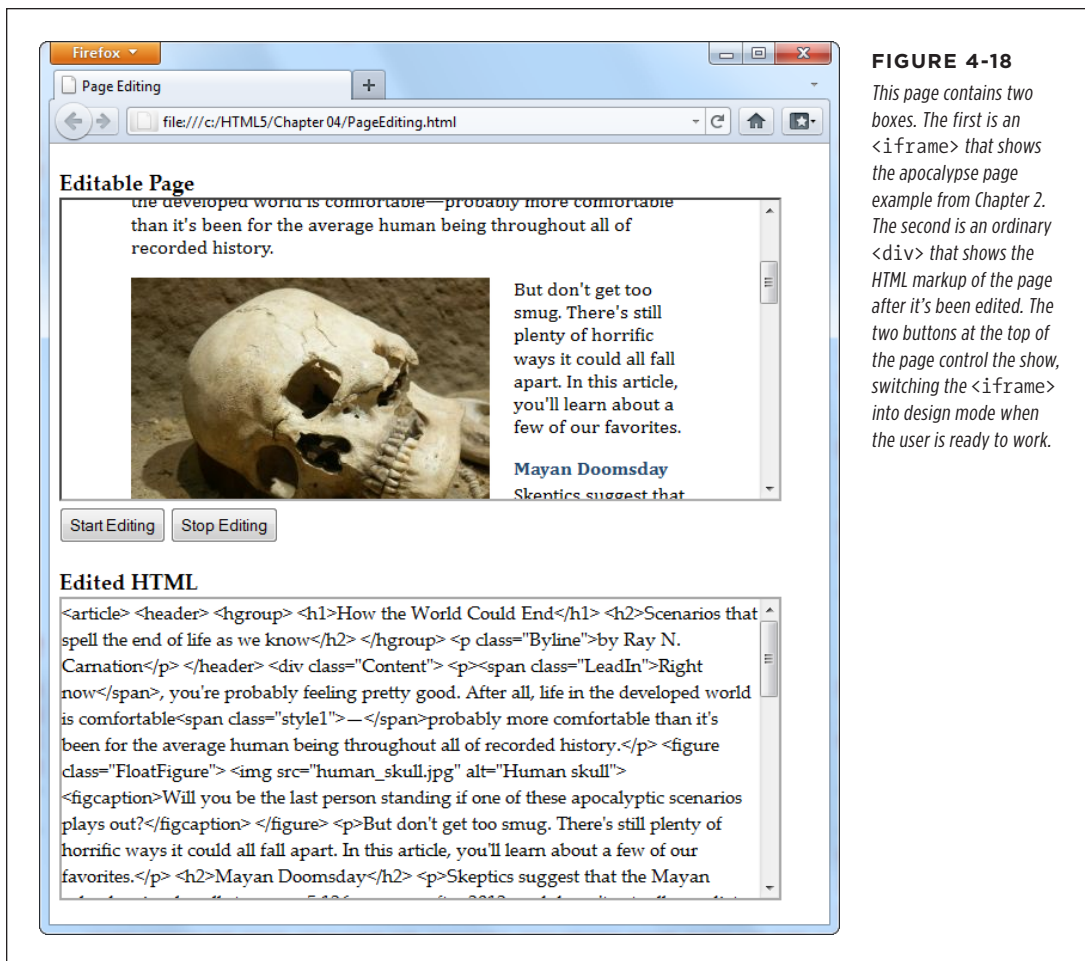 Firefox
Page Editing
file:///c:/HTML5/Chapter 04/PageEditing.html
Editable Page
the developed world is comfortable—probably more comfortable
than it's been for the average human being throughout all of
recorded history.
But don't get too
smug. There's still
plenty of horrific
ways it could all fall
apart. In this article,
you'll learn about a
few of our favorites.
Mayan Doomsday
Skeptics suggest that
Start Editing Stop Editing
Edited HTML
<article> <header> <hgroup> <h1>How the World Could End</h1> <h2>Scenarios that
spell the end of life as we know</h2> </hgroup> <p class="Byline">by Ray N.
Carnation</p> </header> <div class="Content"> <p><span class="LeadIn">Right
now</span>, you're probably feeling pretty good. After all, life in the developed world
is comfortable<span class="style1">—</span>probably more comfortable than it's
been for the average human being throughout all of recorded history.</p> <figure
class="FloatFigure"> <img src="human_skull.jpg" alt="Human skull">
<figcaption>Will you be the last person standing if one of these apocalyptic scenarios
plays out?</figcaption> </figure> <p>But don't get too smug. There's still plenty of
horrific ways it could all fall apart. In this article, you'll learn about a few of our
favorites.</p> <h2>Mayan Doomsday</h2> <p>Skeptics suggest that the Mayan
FIGURE 4-18
This page contains two
boxes. The first is an
<iframe> that shows
the apocalypse page
example from Chapter 2.
The second is an ordinary
<div> that shows the
HTML markup of the page
after it's been edited. The
two buttons at the top of
the page control the show,
switching the <iframe>
into design mode when
the user is ready to work.